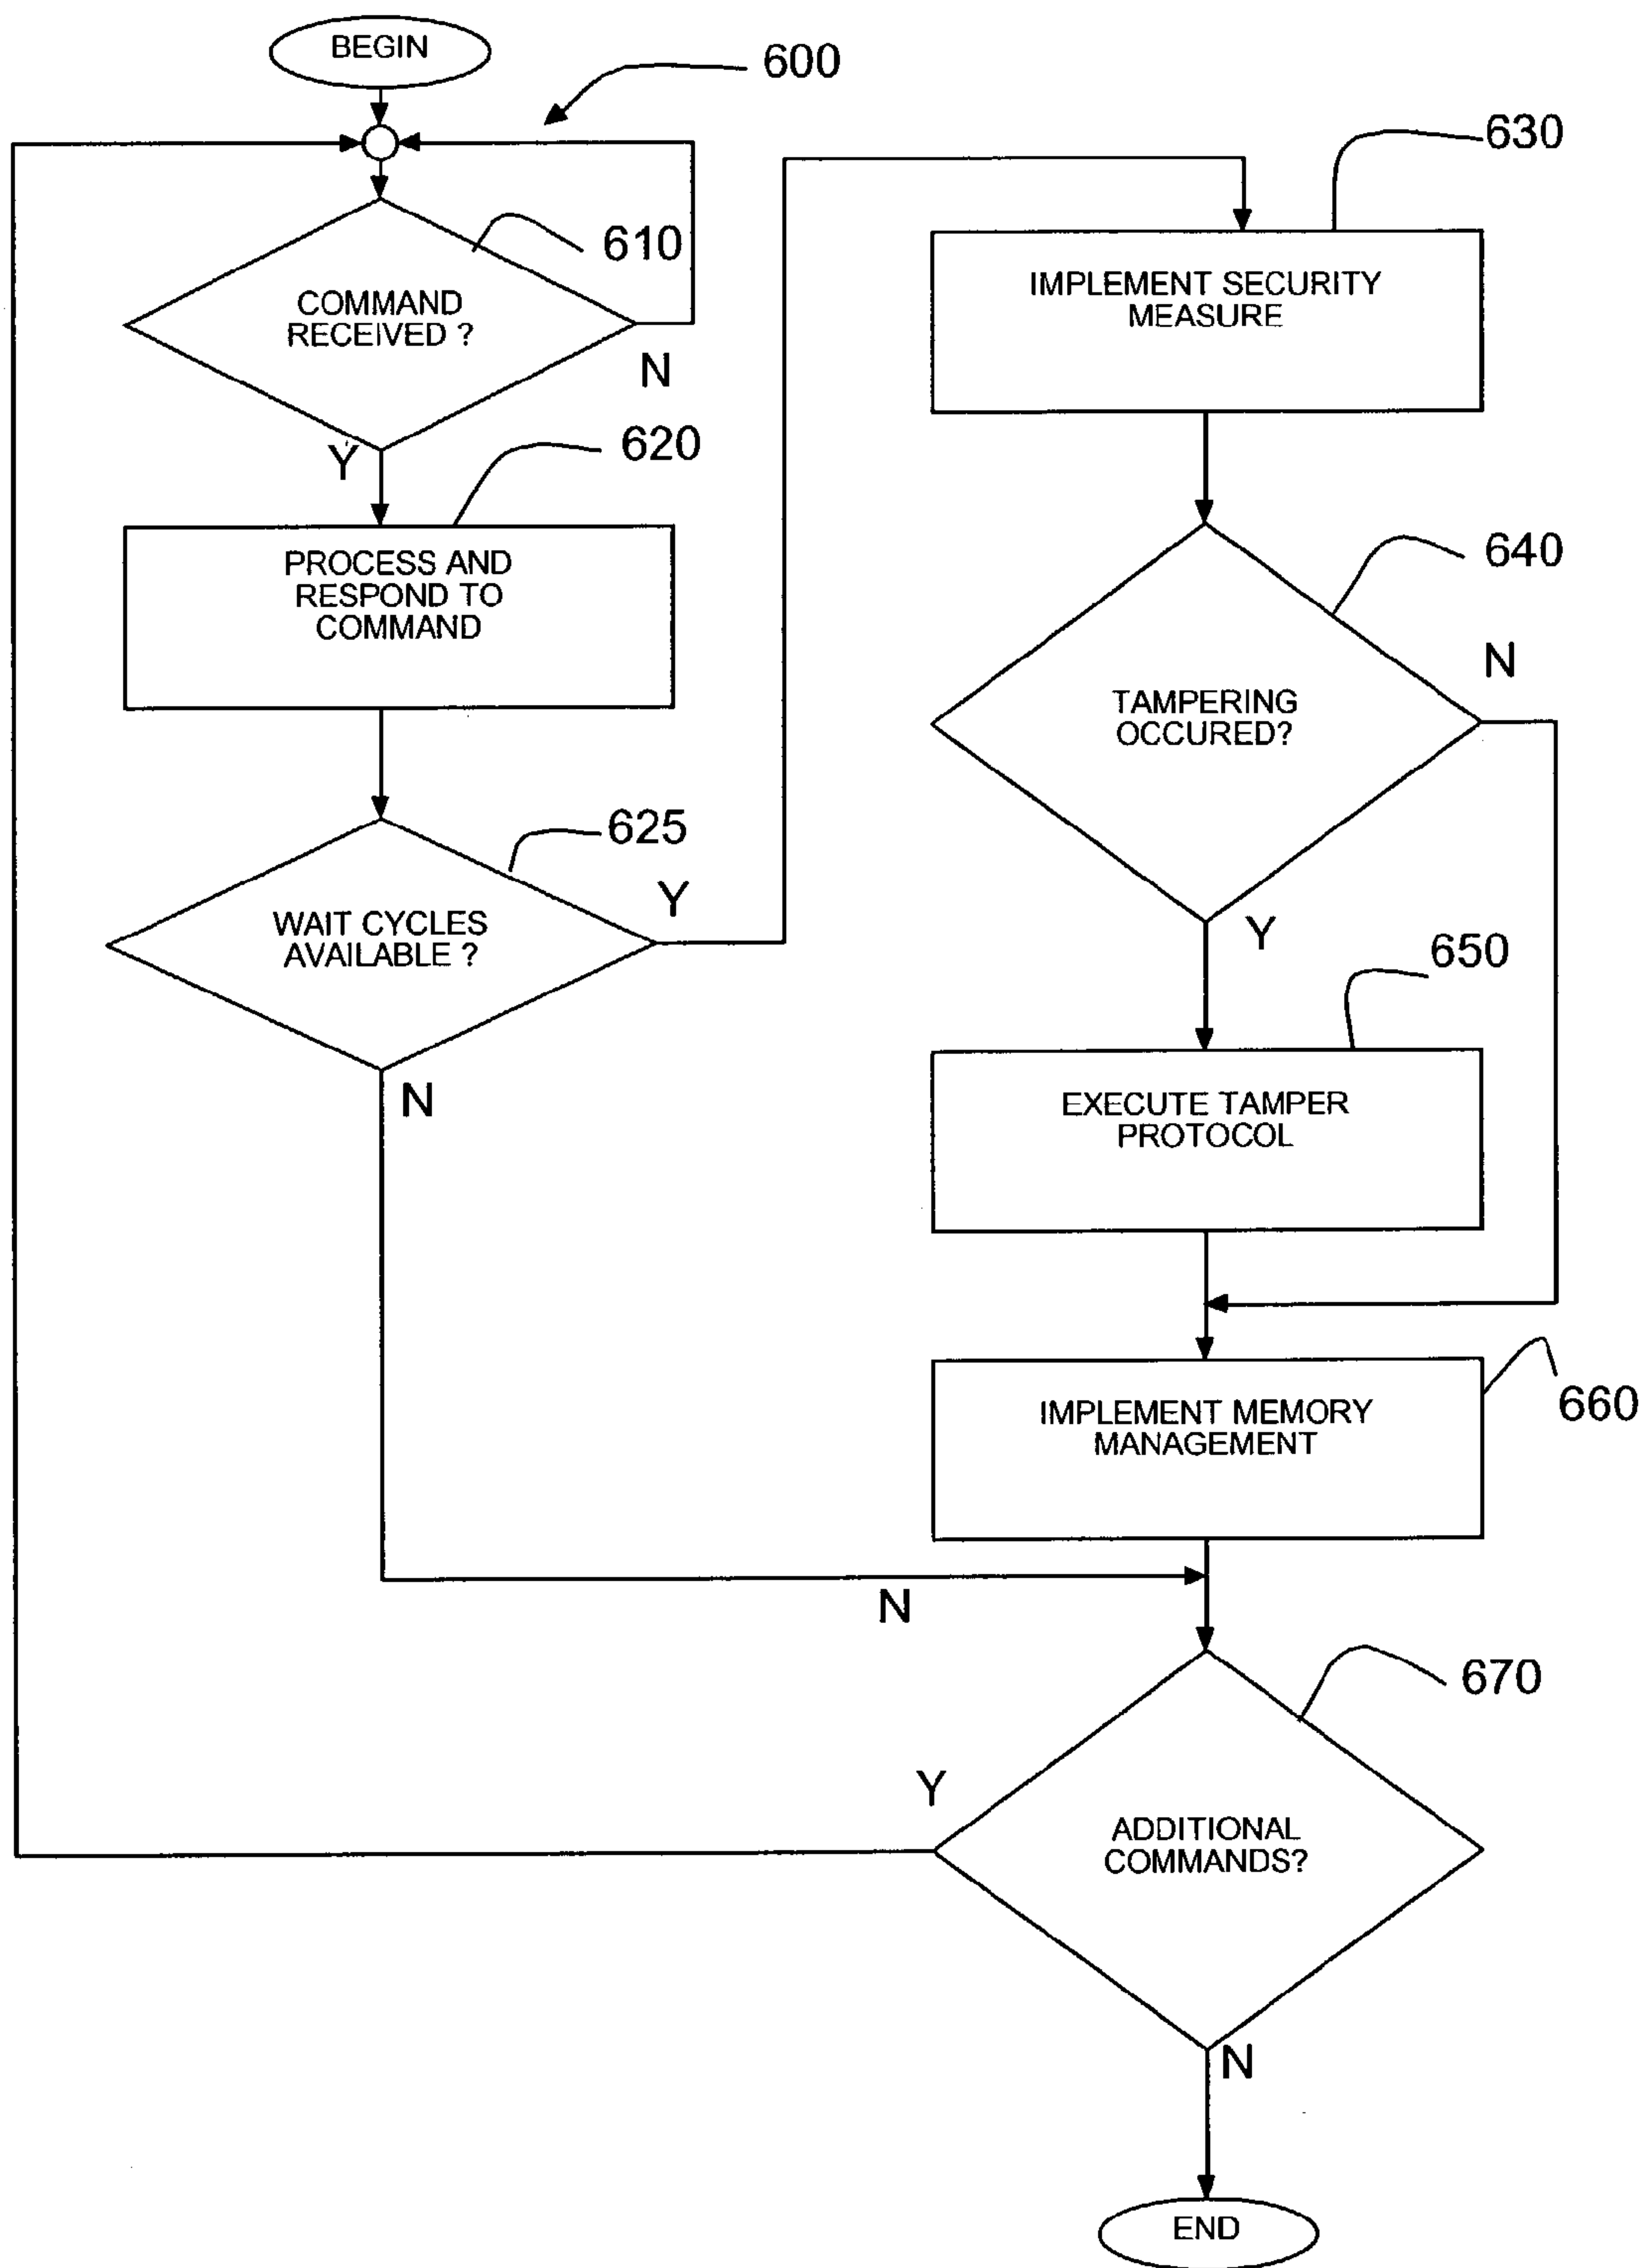 BEGIN
600
610
COMMAND
RECEIVED ?
N
Y
620
PROCESS AND
RESPOND TO
COMMAND
625
WAIT CYCLES
AVAILABLE ?
Y
N
630
IMPLEMENT SECURITY
MEASURE
640
TAMPERING
OCCURED?
N
Y
650
EXECUTE TAMPER
PROTOCOL
660
IMPLEMENT MEMORY
MANAGEMENT
N
670
ADDITIONAL
COMMANDS?
Y
N
END